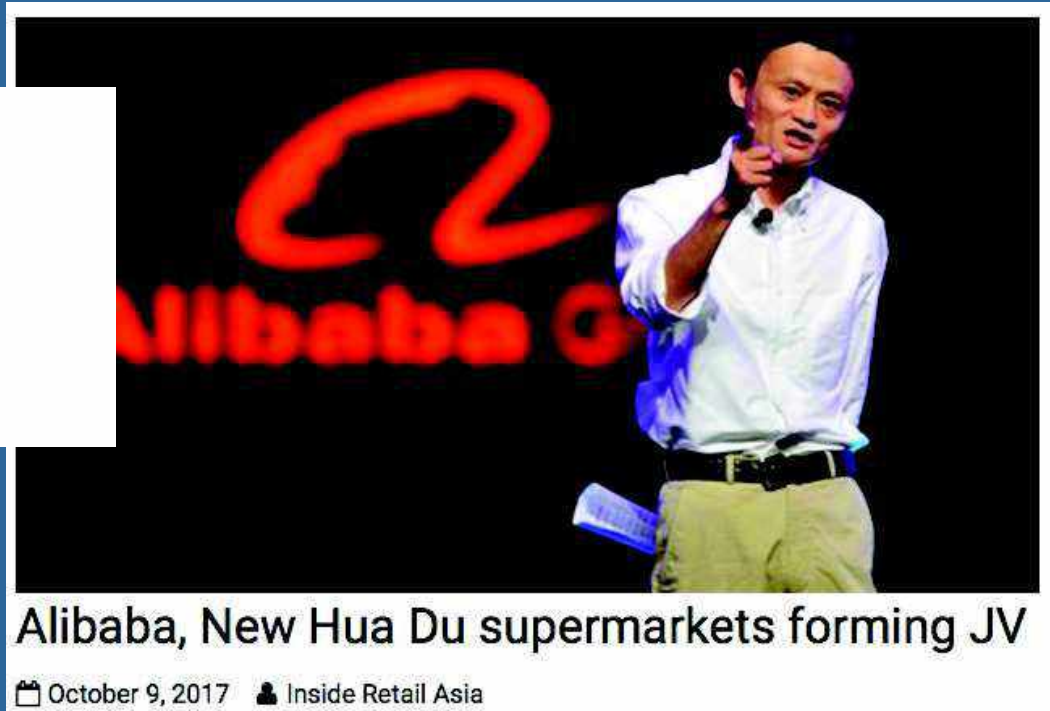 Alibaba G
Alibaba, New Hua Du supermarkets forming JV
October 9, 2017 Inside Retail Asia